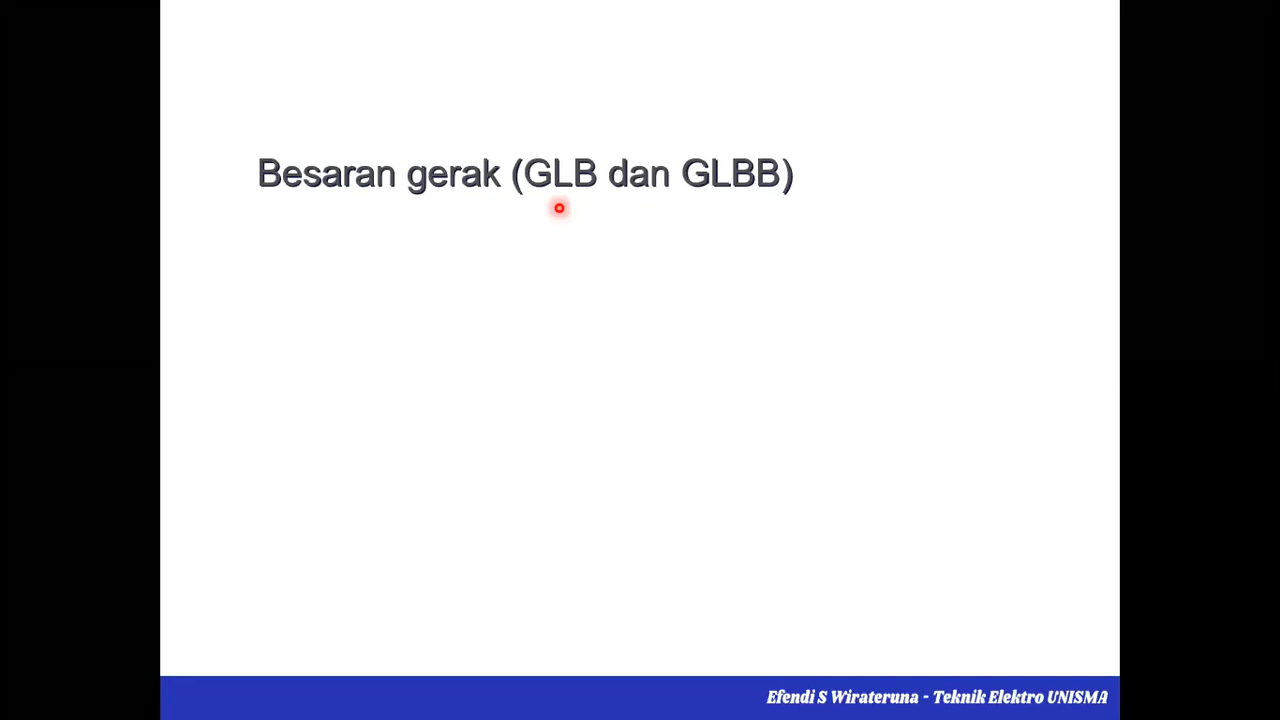 Besaran gerak (GLB dan GLBB)
Efendi S Wirateruna - Teknik Elektro UNISMA